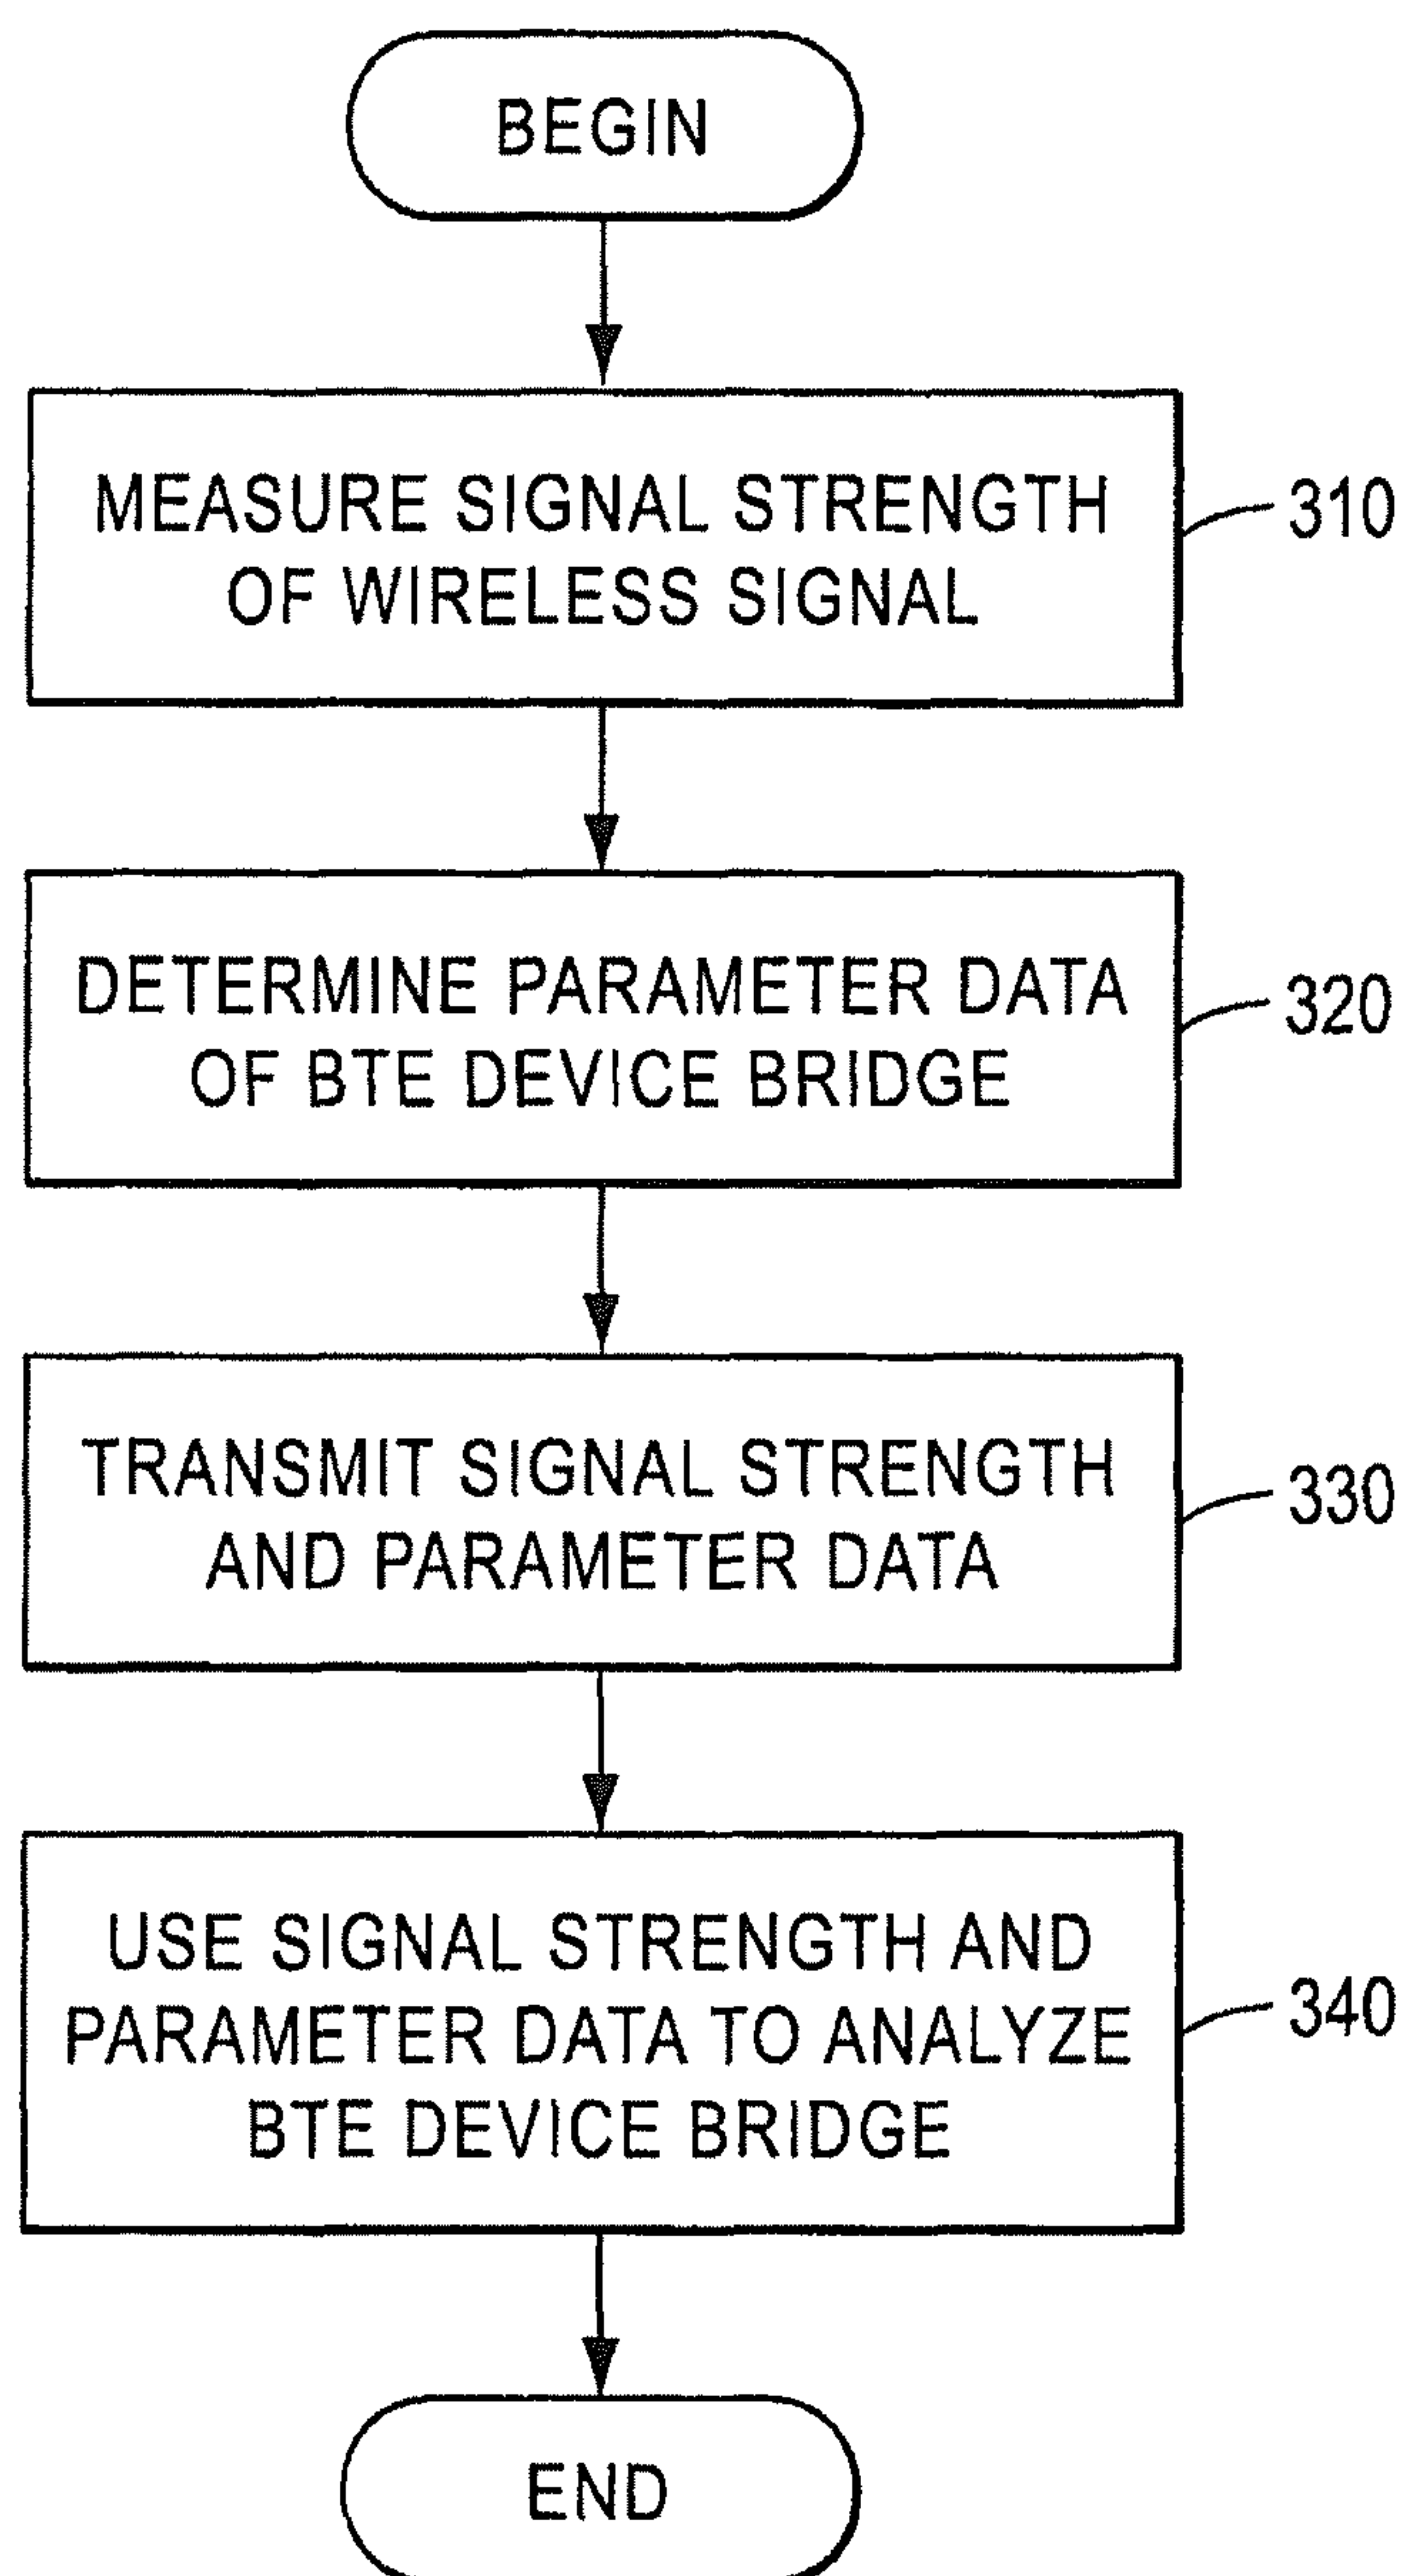 BEGIN
MEASURE SIGNAL STRENGTH
OF WIRELESS SIGNAL
310
DETERMINE PARAMETER DATA
OF BTE DEVICE BRIDGE
320
TRANSMIT SIGNAL STRENGTH
AND PARAMETER DATA
330
USE SIGNAL STRENGTH AND
PARAMETER DATA TO ANALYZE
BTE DEVICE BRIDGE
340
END